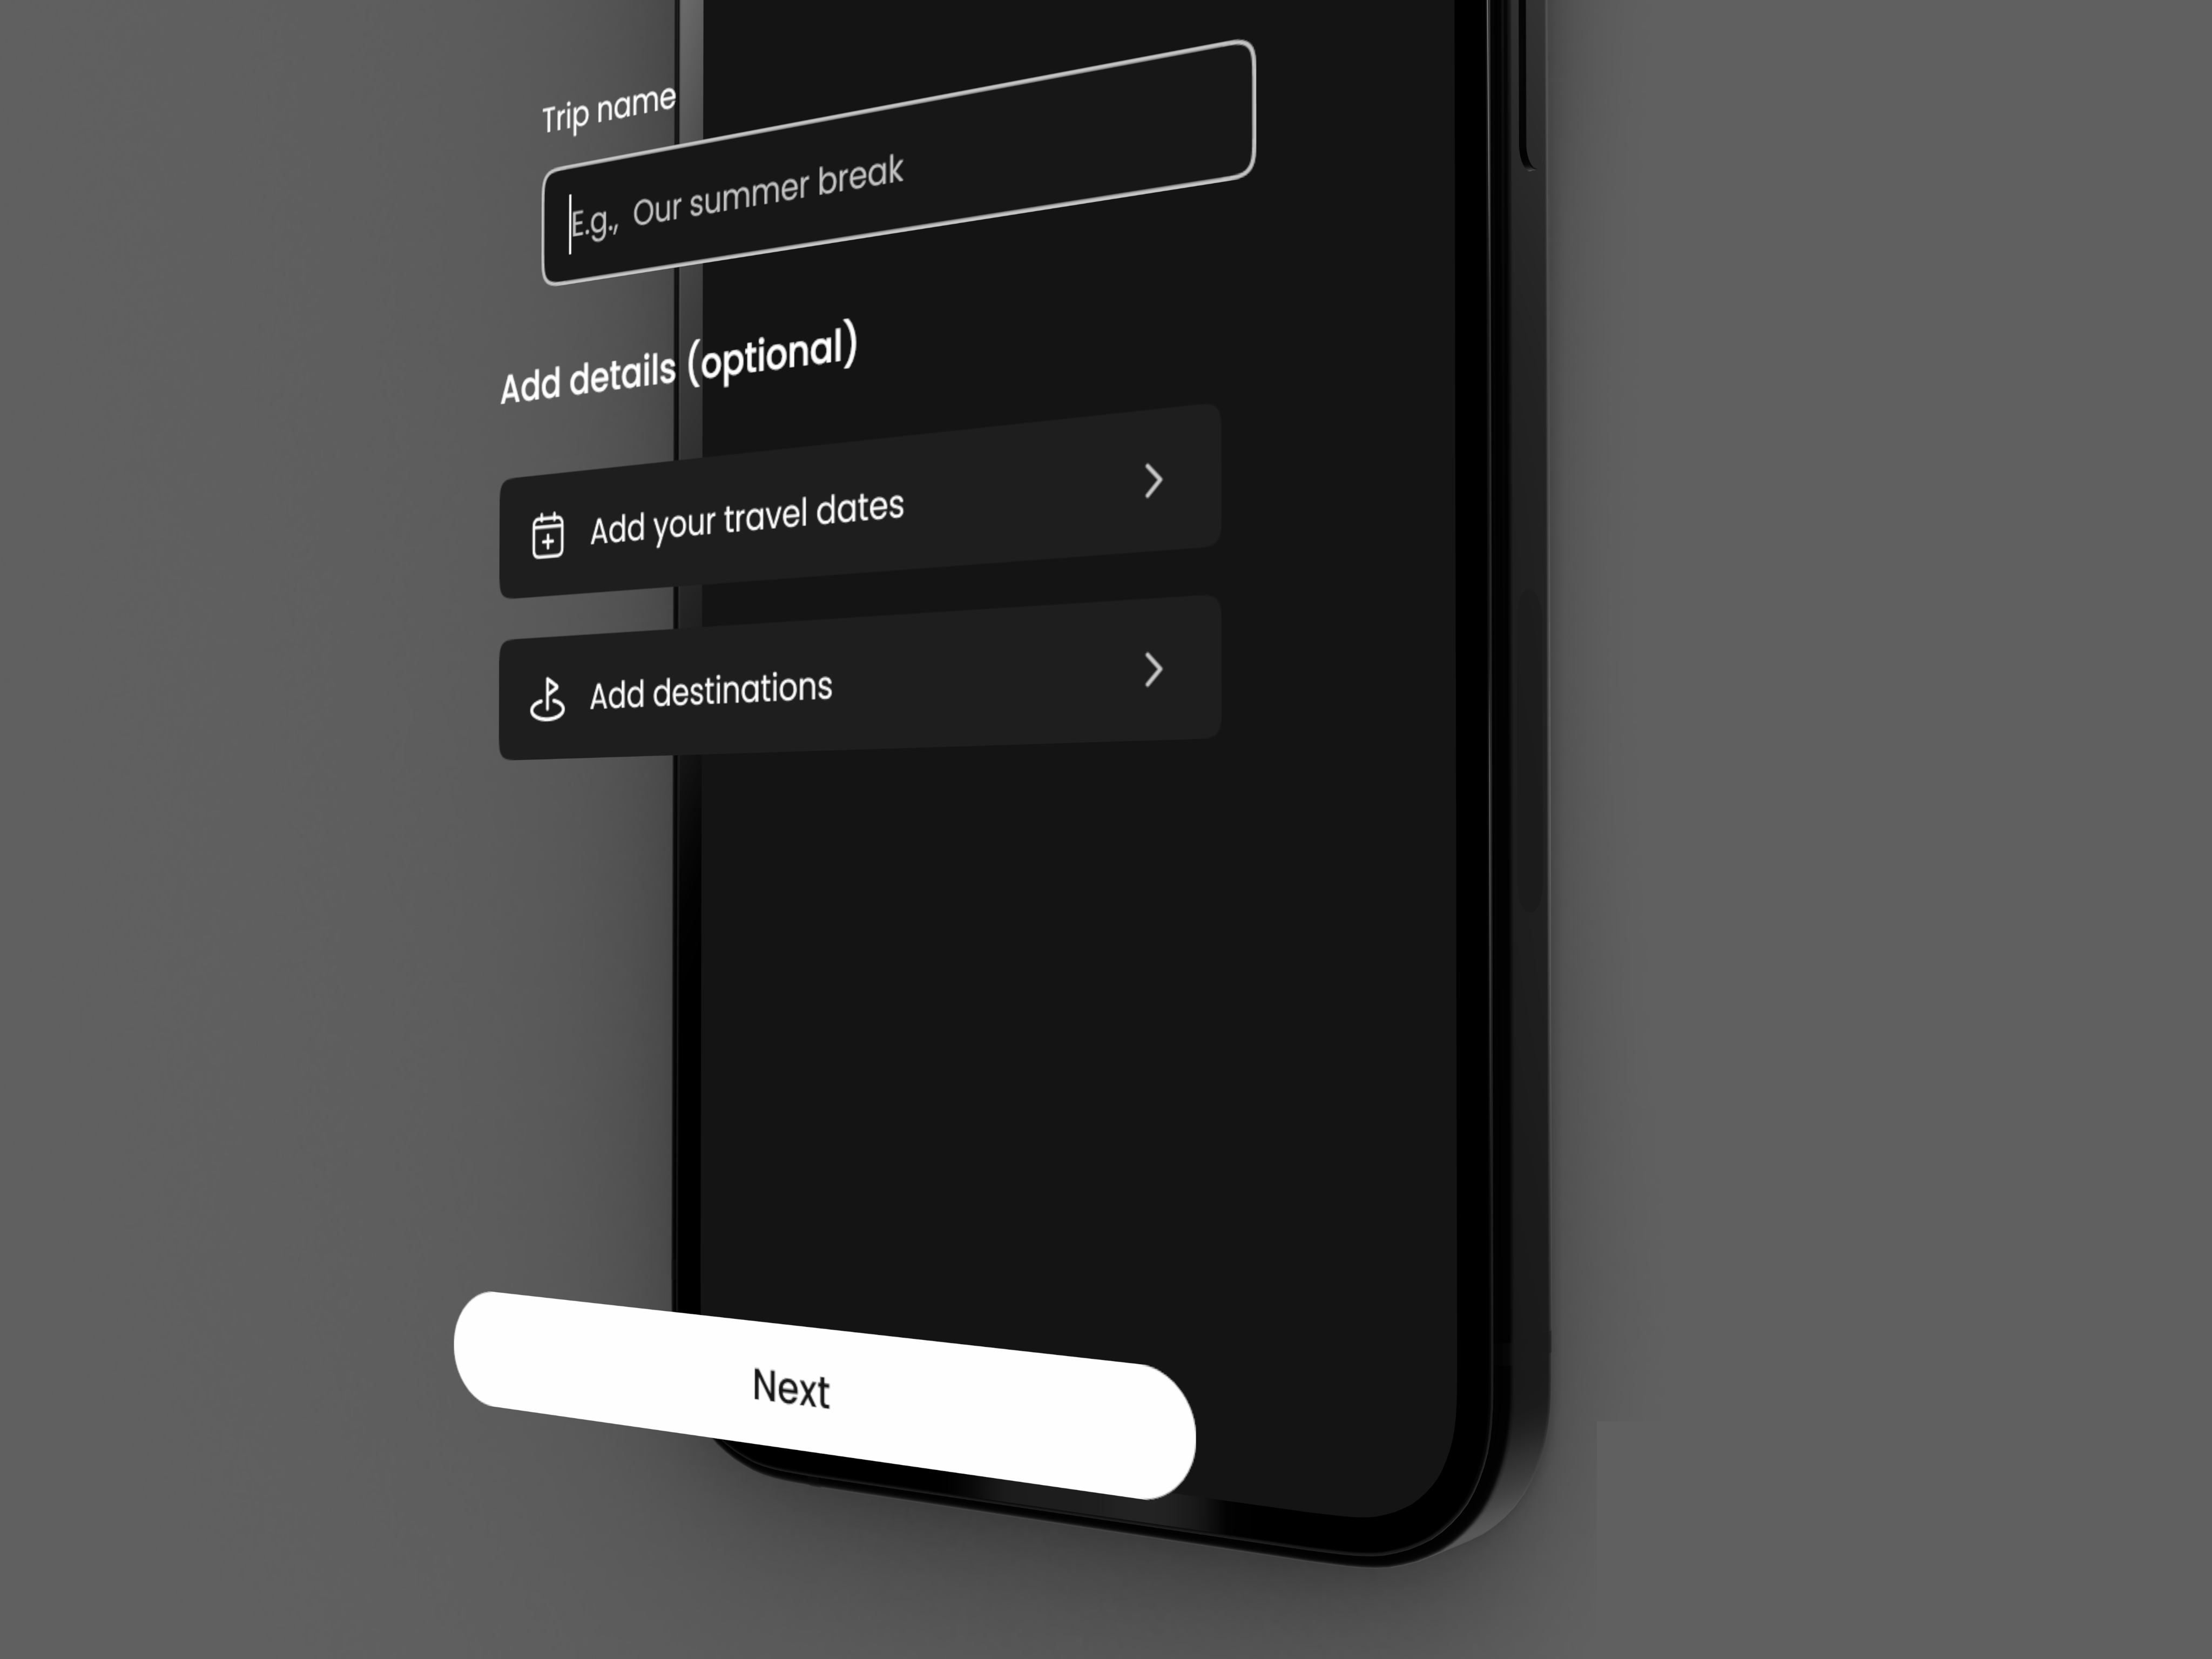 Trip name
E.g., Our summer break
Add details (optional)
Add your travel dates
Add destinations
Next